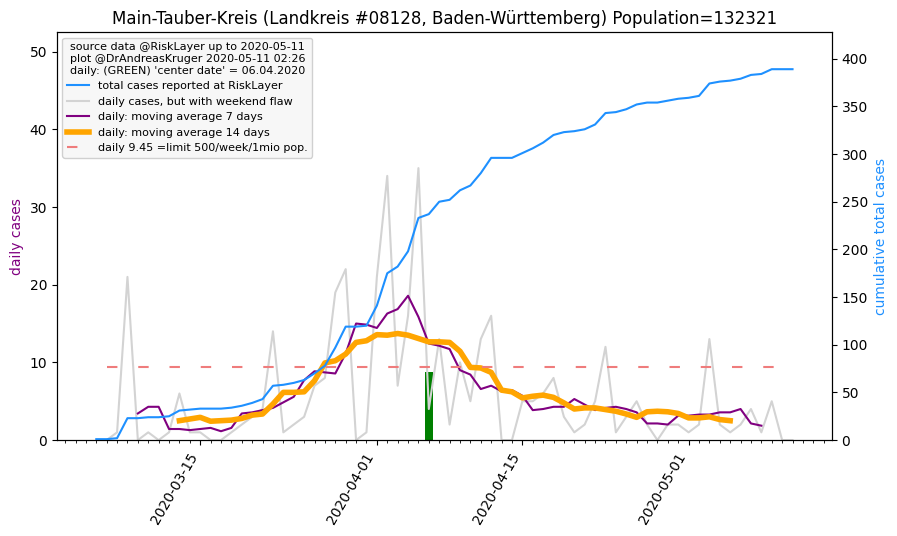 Main-Tauber-Kreis (Landkreis #08128, Baden-Württemberg) Population=132321
source data @RiskLayer up to 2020-05-11
plot @DrAndreasKruger 2020-05-11 02:26
daily: (GREEN) 'center date' = 06.04.2020
total cases reported at RiskLayer
daily cases, but with weekend flaw
daily: moving average 7 days
daily: moving average 14 days
daily 9.45 =limit 500/week/1mio pop.
daily cases
50
40
30
20
10
0
cumulative total cases
400
350
300
250
200
150
100
50
0
2020-03-15
2020-04-01
2020-04-15
2020-05-01